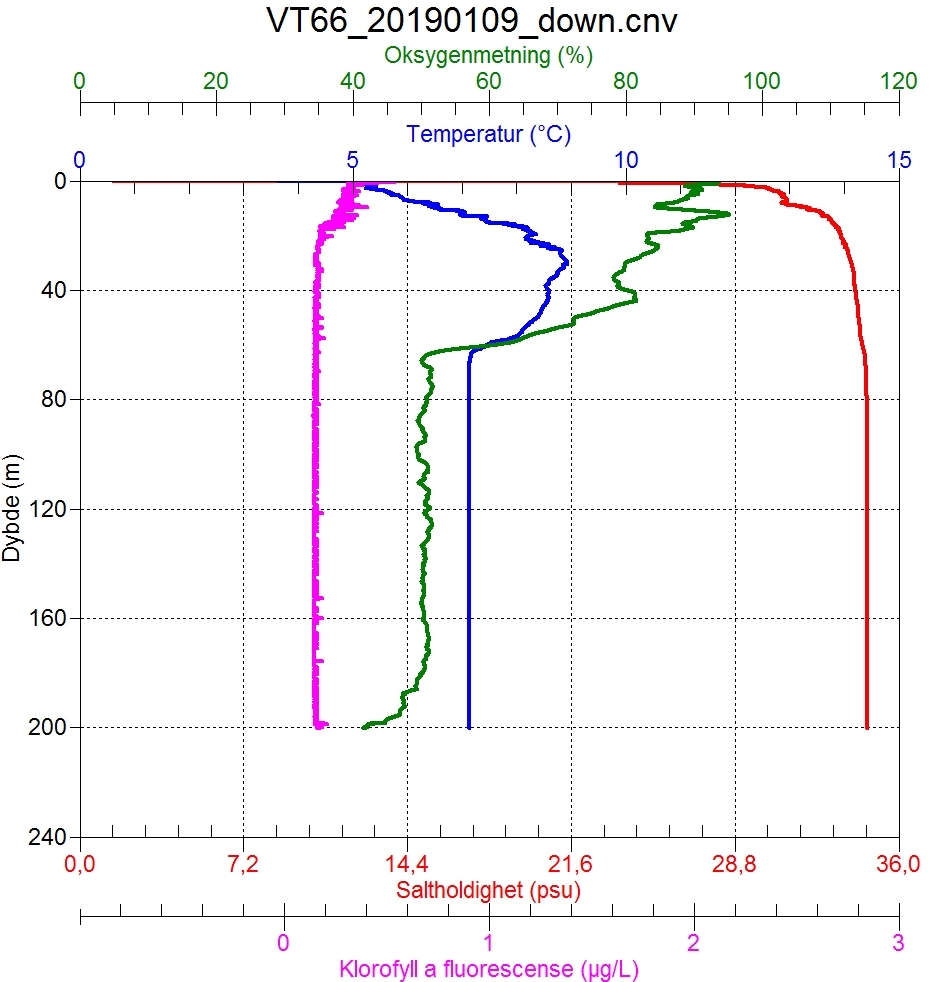 VT66_20190109_down.cnv
Oksygenmetning (%)
0 20 40 60 80 100 120
Temperatur (°C)
0 5 10 15
0
40
80
120
160
200
240
Dybde (m)
0,0 7,2 14,4 21,6 28,8 36,0
Saltholdighet (psu)
0 1 2 3
Klorofyll a fluorescense (µg/L)